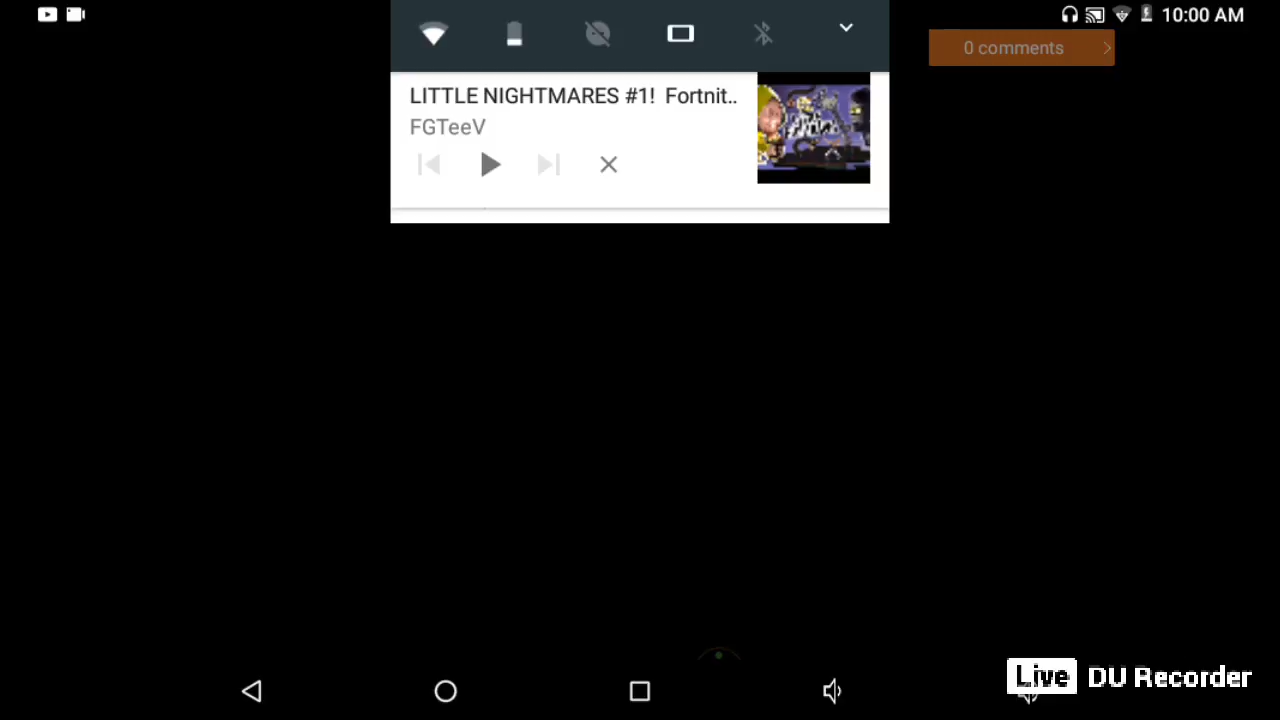 10:00 AM
0 comments
LITTLE NIGHTMARES #1! Fortnit..
FGTeeV
Live DU Recorder